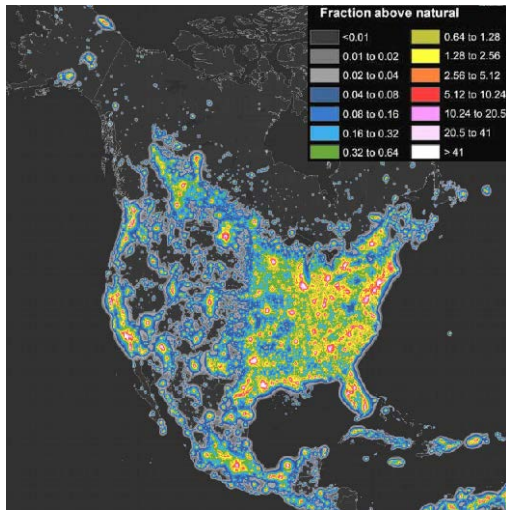 Fraction above natural
<0.01
0.01 to 0.02
0.02 to 0.04
0.04 to 0.08
0.08 to 0.16
0.16 to 0.32
0.32 to 0.64
0.64 to 1.28
1.28 to 2.56
2.56 to 5.12
5.12 to 10.24
10.24 to 20.5
20.5 to 41
> 41